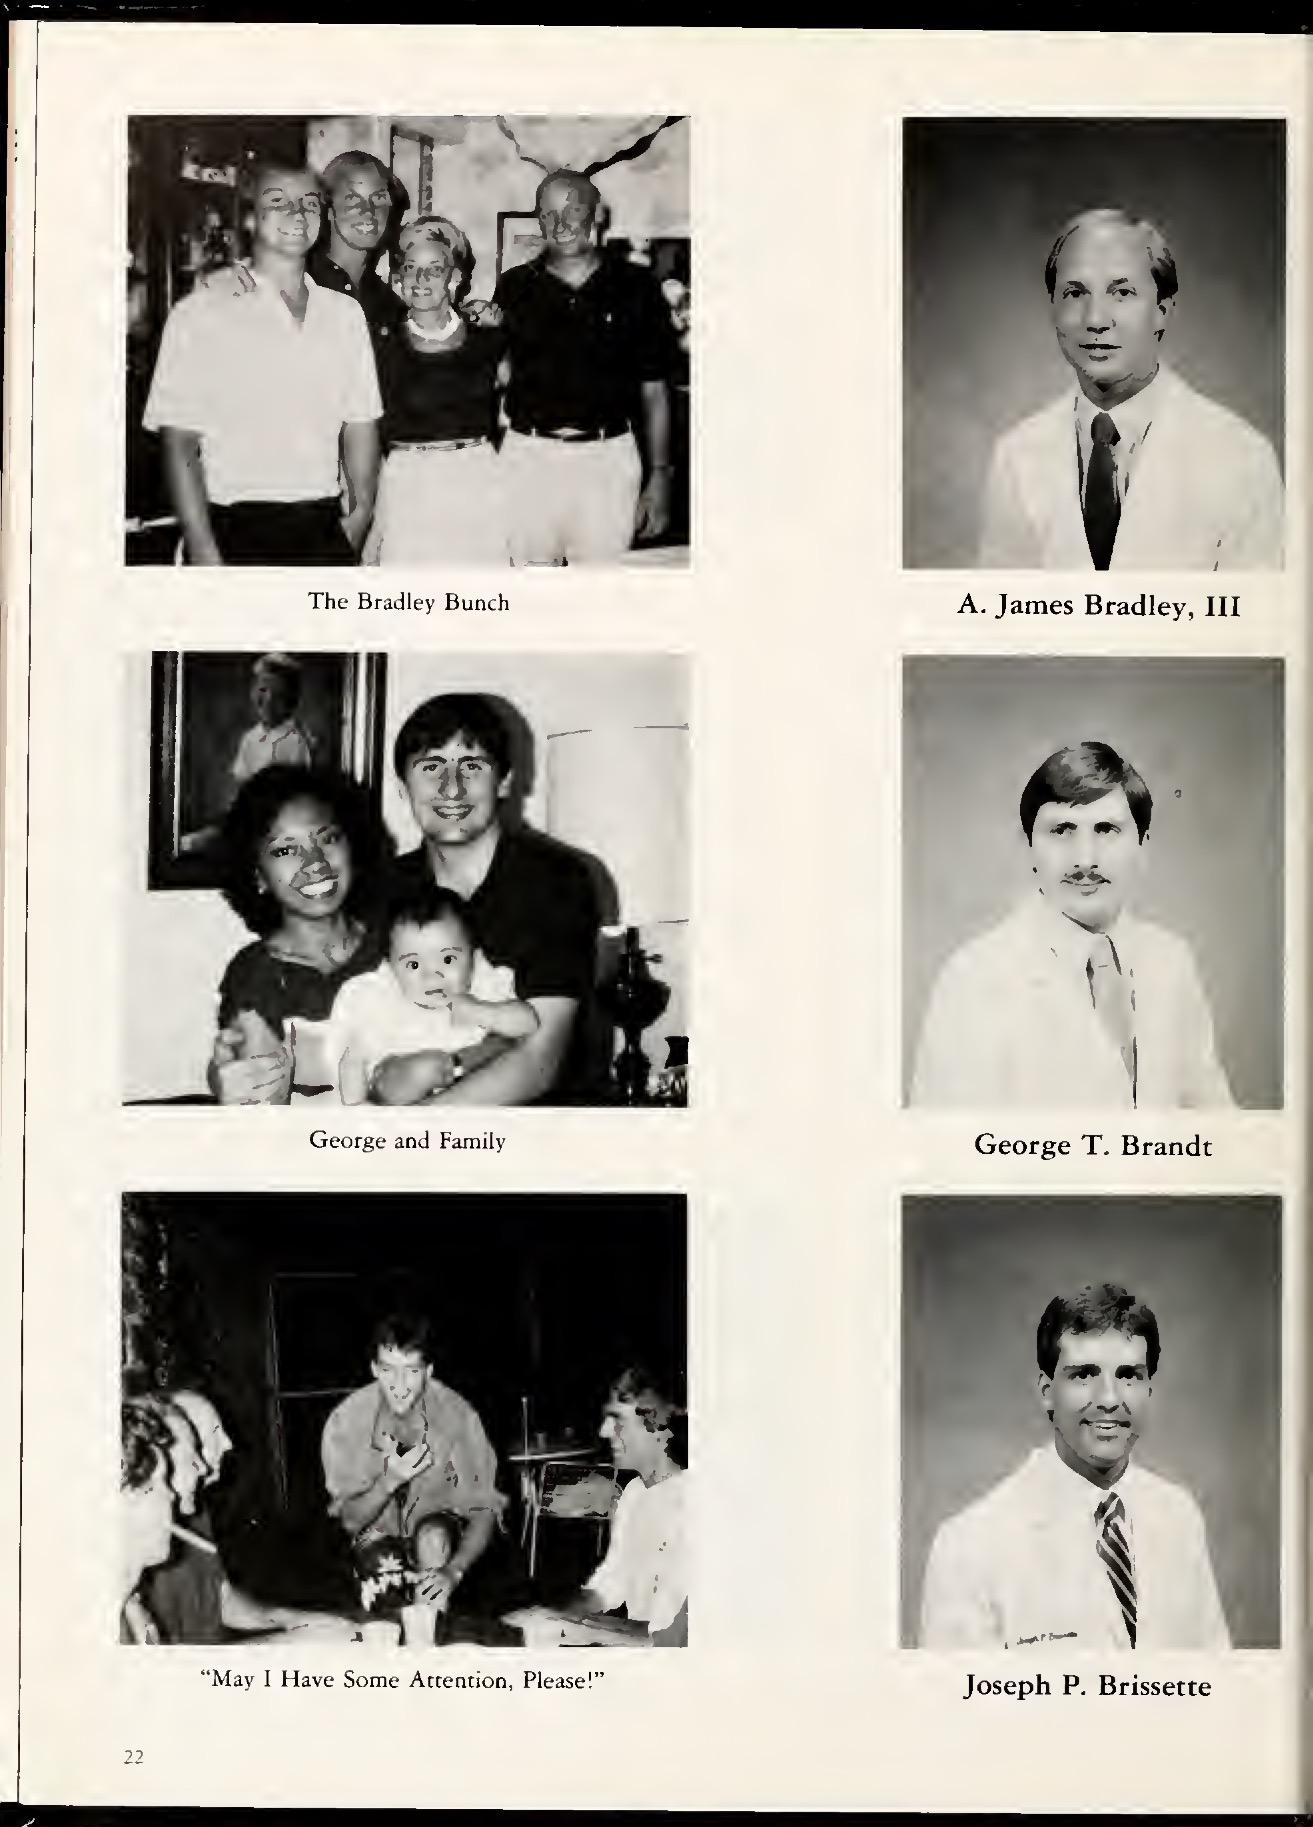 The Bradley Bunch
A. James Bradley, III
George and Family
George T. Brandt
"May I Have Some Attention, Please!"
Joseph P. Brissette
22